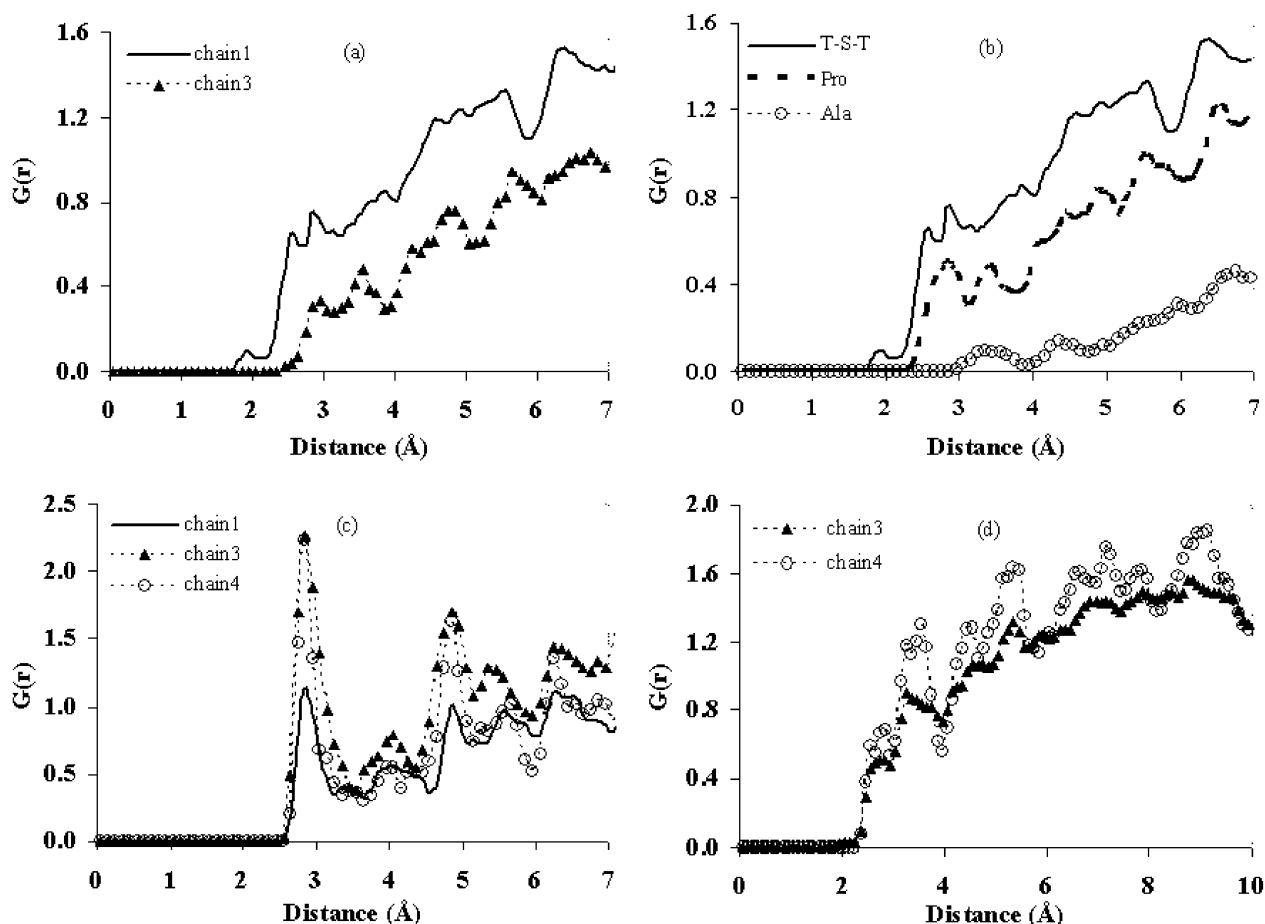 1.6
1.2
0.8
0.4
0.0
G(r)
chain1
chain3
(a)
0 1 2 3 4 5 6 7
Distance (Å)
1.6
1.2
0.8
0.4
0.0
G(r)
T-S-T
Pro
Ala
(b)
0 1 2 3 4 5 6 7
Distance (Å)
2.5
2.0
1.5
1.0
0.5
0.0
G(r)
chain1
chain3
chain4
(c)
0 1 2 3 4 5 6 7
Distance (Å)
2.0
1.6
1.2
0.8
0.4
0.0
G(r)
chain3
chain4
(d)
0 2 4 6 8 10
Distance (Å)